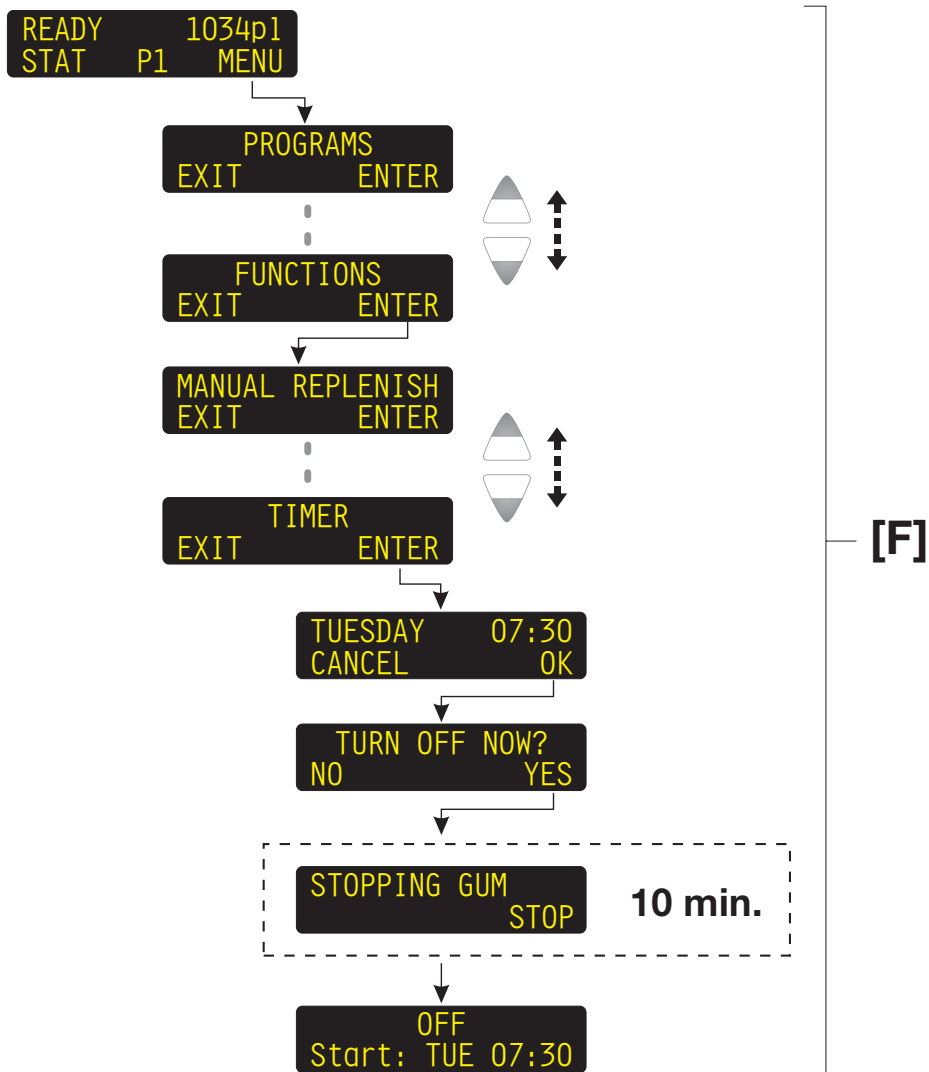 READY 1034pl
STAT P1 MENU
PROGRAMS
EXIT ENTER
FUNCTIONS
EXIT ENTER
MANUAL REPLENISH
EXIT ENTER
TIMER
EXIT ENTER
[F]
TUESDAY 07:30
CANCEL OK
TURN OFF NOW?
NO YES
STOPPING GUM
STOP
10 min.
OFF
Start: TUE 07:30